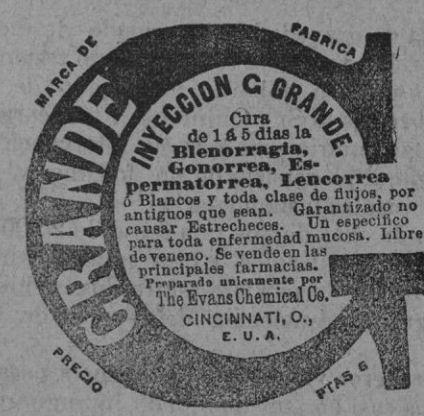 MARCA DE FABRICA
GRANDE
INYECCION G GRANDE.
Cura
de 1 á 5 dias la
Blenorragia,
Gonorrea, Es-
permatorrea, Lencorrea
ó Blancos y toda clase de flujos, por
antiguos que sean. Garantizado no
causar Estrecheces. Un especifico
para toda enfermedad mucosa. Libre
de veneno. Se vende en las
principales farmacias.
Preparado unicamente por
The Evans Chemical Co.
CINCINNATI, O.,
E. U. A.
PRECIO PTAS 6